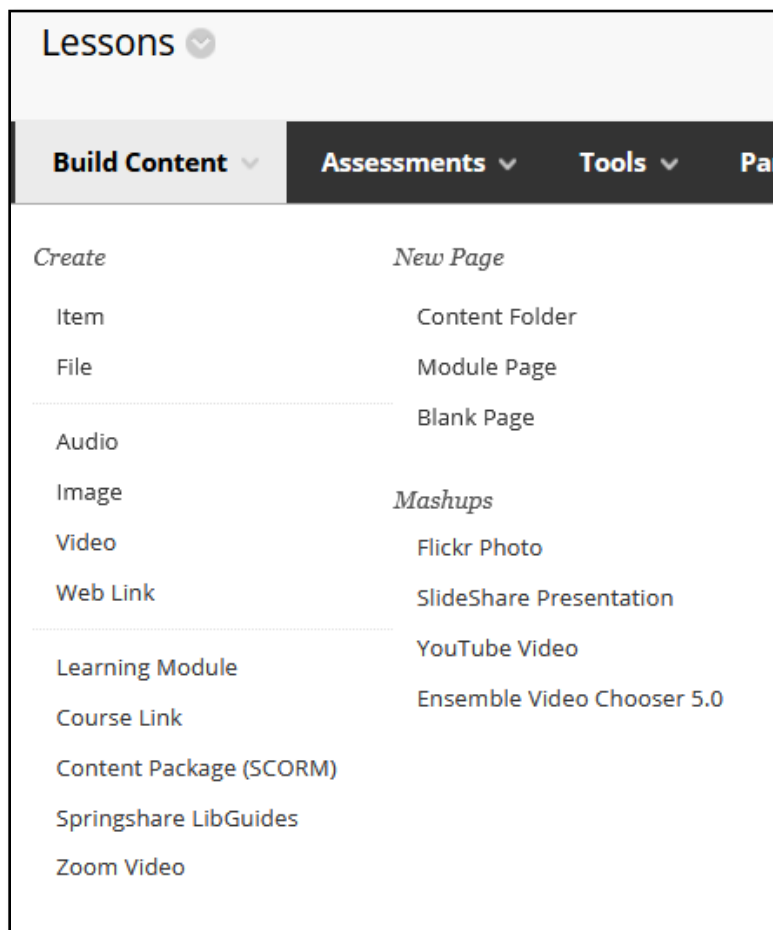 Lessons
Build Content
Assessments
Tools
Pa
Create
Item
File
Audio
Image
Video
Web Link
Learning Module
Course Link
Content Package (SCORM)
Springshare LibGuides
Zoom Video
New Page
Content Folder
Module Page
Blank Page
Mashups
Flickr Photo
SlideShare Presentation
YouTube Video
Ensemble Video Chooser 5.0